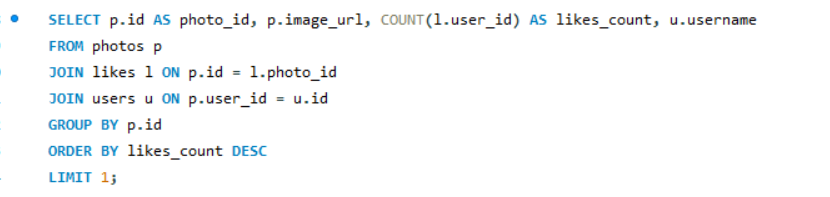 SELECT p.id AS photo_id, p.image_url, COUNT(l.user_id) AS likes_count, u.username
FROM photos p
JOIN likes l ON p.id = l.photo_id
JOIN users u ON p.user_id = u.id
GROUP BY p.id
ORDER BY likes_count DESC
LIMIT 1;